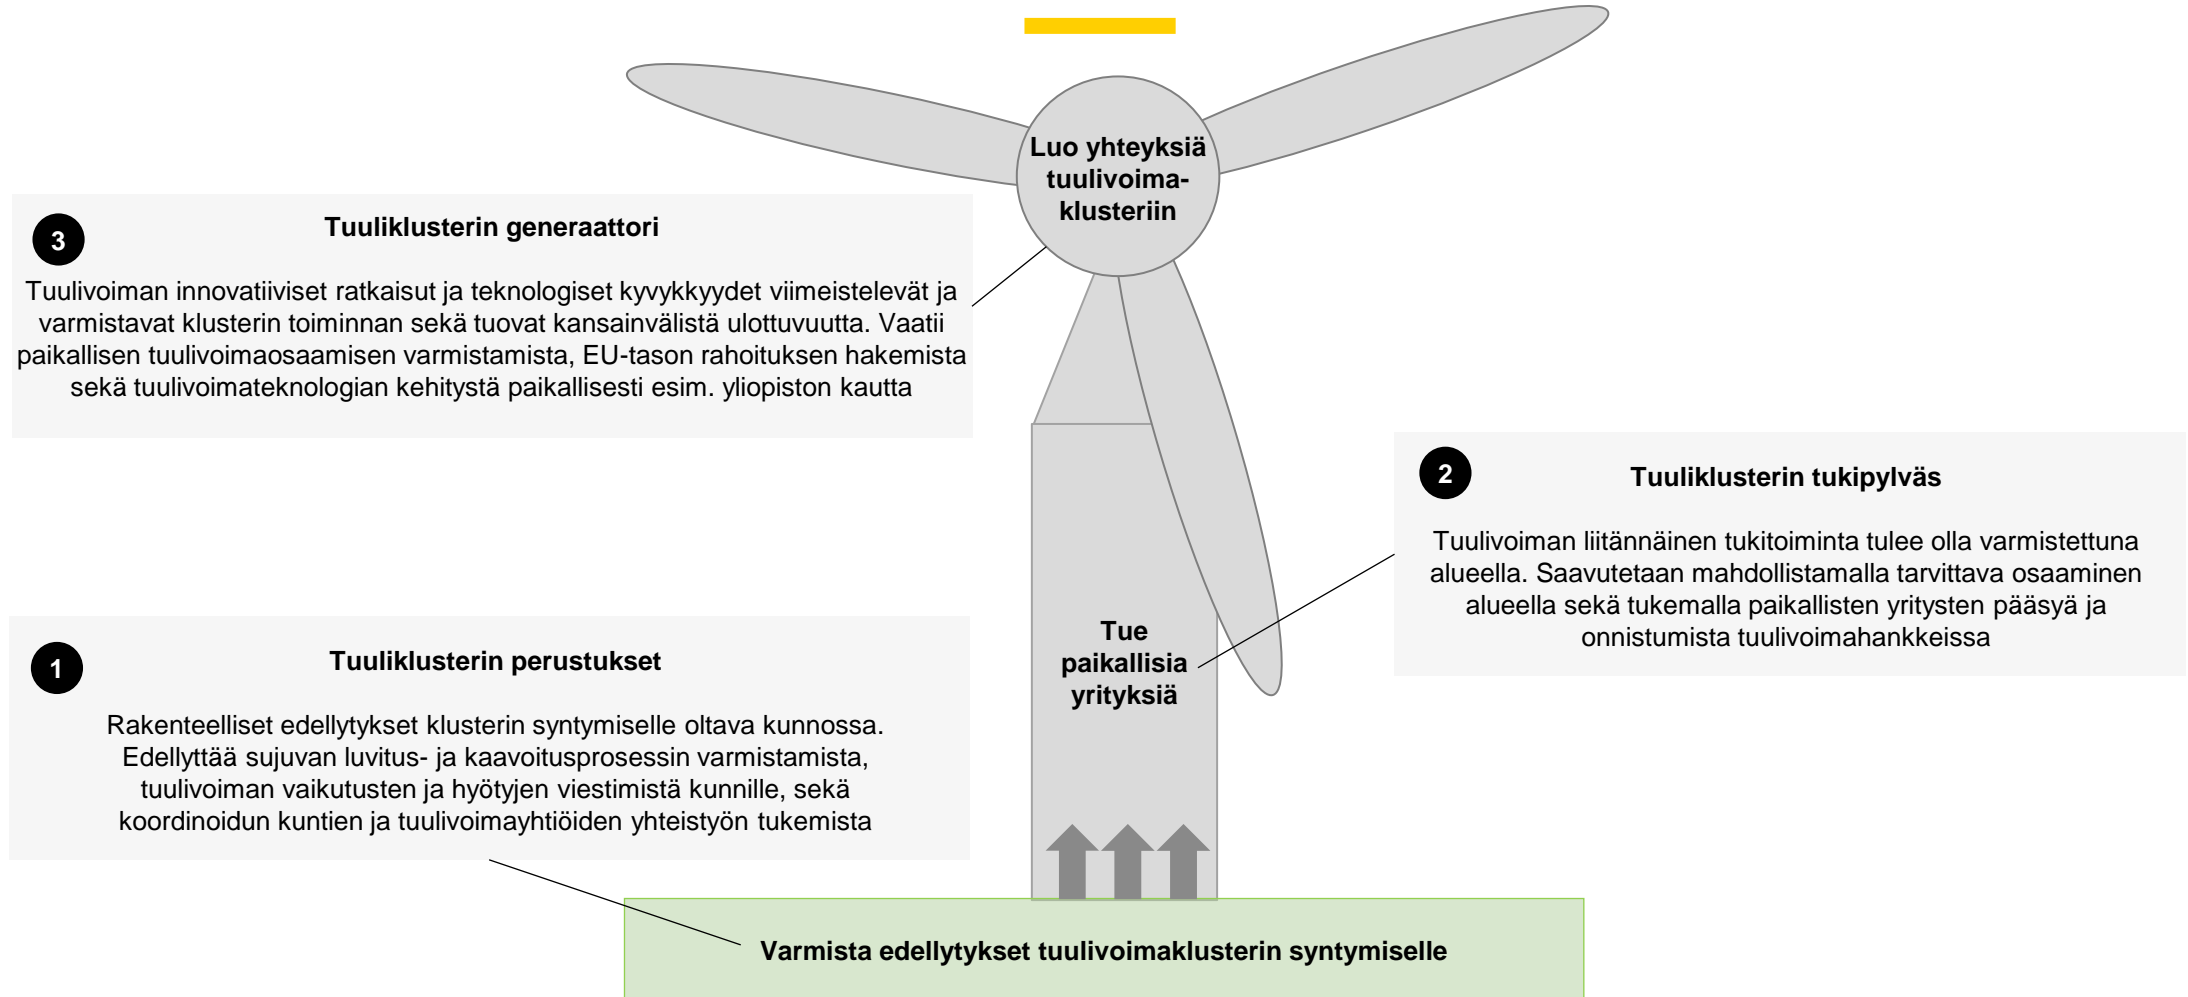 Luo yhteyksiä
tuulivoima-
klusteriin
3
Tuuliklusterin generaattori
Tuulivoiman innovatiiviset ratkaisut ja teknologiset kyvykkyydet viimeistelevät ja
varmistavat klusterin toiminnan sekä tuovat kansainvälistä ulottuvuutta. Vaatii
paikallisen tuulivoimaosaamisen varmistamista, EU-tason rahoituksen hakemista
sekä tuulivoimateknologian kehitystä paikallisesti esim. yliopiston kautta
2
Tuuliklusterin tukipylväs
Tuulivoiman liitännäinen tukitoiminta tulee olla varmistettuna
alueella. Saavutetaan mahdollistamalla tarvittava osaaminen
alueella sekä tukemalla paikallisten yritysten pääsyä ja
onnistumista tuulivoimahankkeissa
Tue
paikallisia
yrityksiä
1
Tuuliklusterin perustukset
Rakenteelliset edellytykset klusterin syntymiselle oltava kunnossa.
Edellyttää sujuvan luvitus- ja kaavoitusprosessin varmistamista,
tuulivoiman vaikutusten ja hyötyjen viestimistä kunnille, sekä
koordinoidun kuntien ja tuulivoimayhtiöiden yhteistyön tukemista
Varmista edellytykset tuulivoimaklusterin syntymiselle